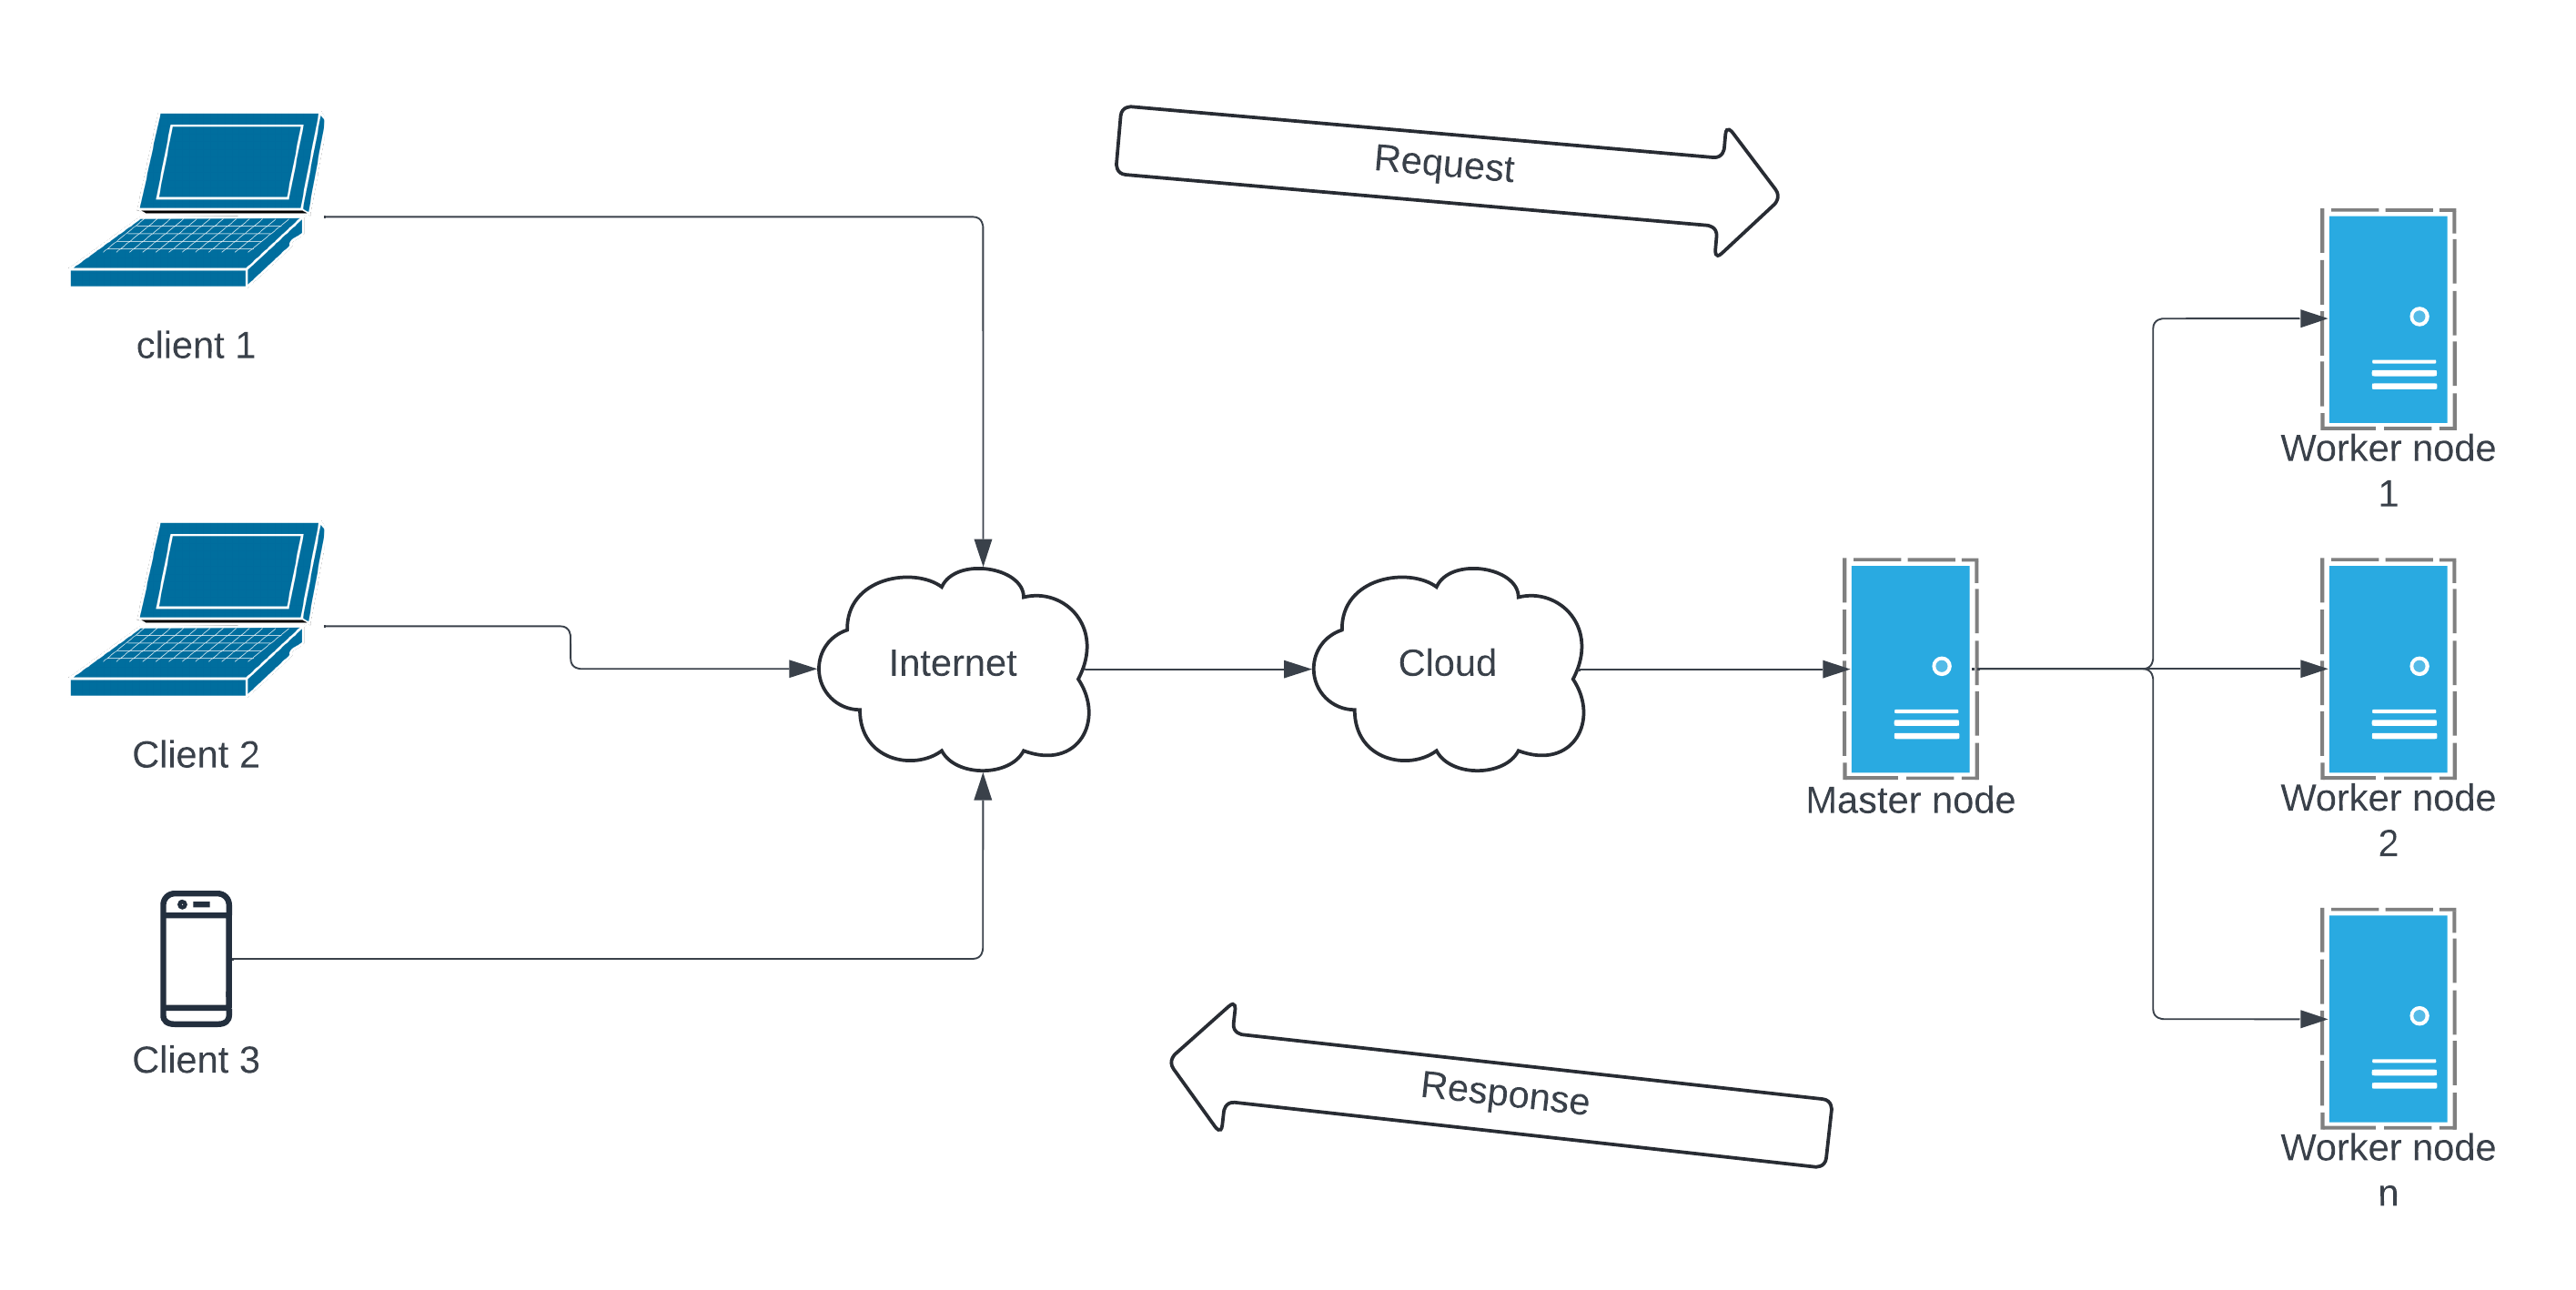 Request
client 1
Worker node
1
Client 2
Internet
Cloud
Master node
Worker node
2
Client 3
Response
Worker node
n